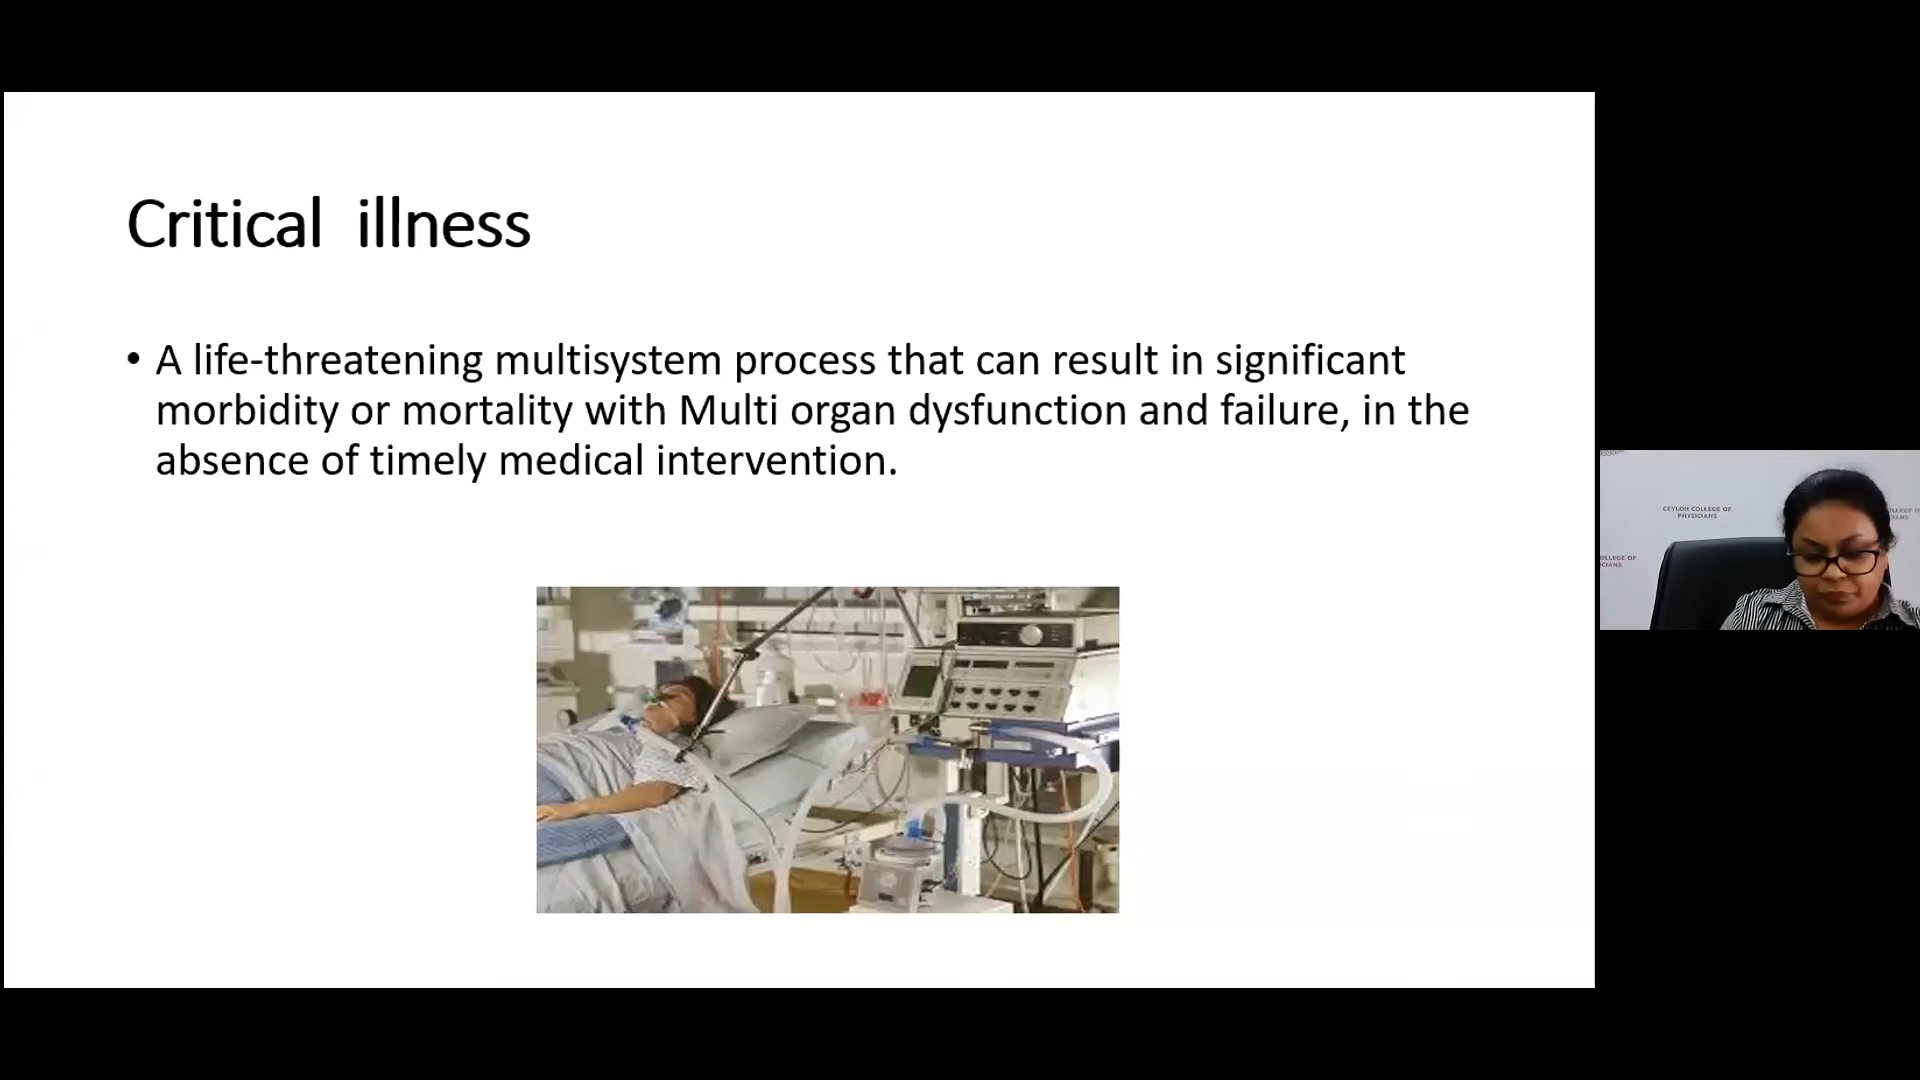 Critical illness
• A life-threatening multisystem process that can result in significant
morbidity or mortality with Multi organ dysfunction and failure, in the
absence of timely medical intervention.
CEYLON COLLEGE OF
PHYSICIANS